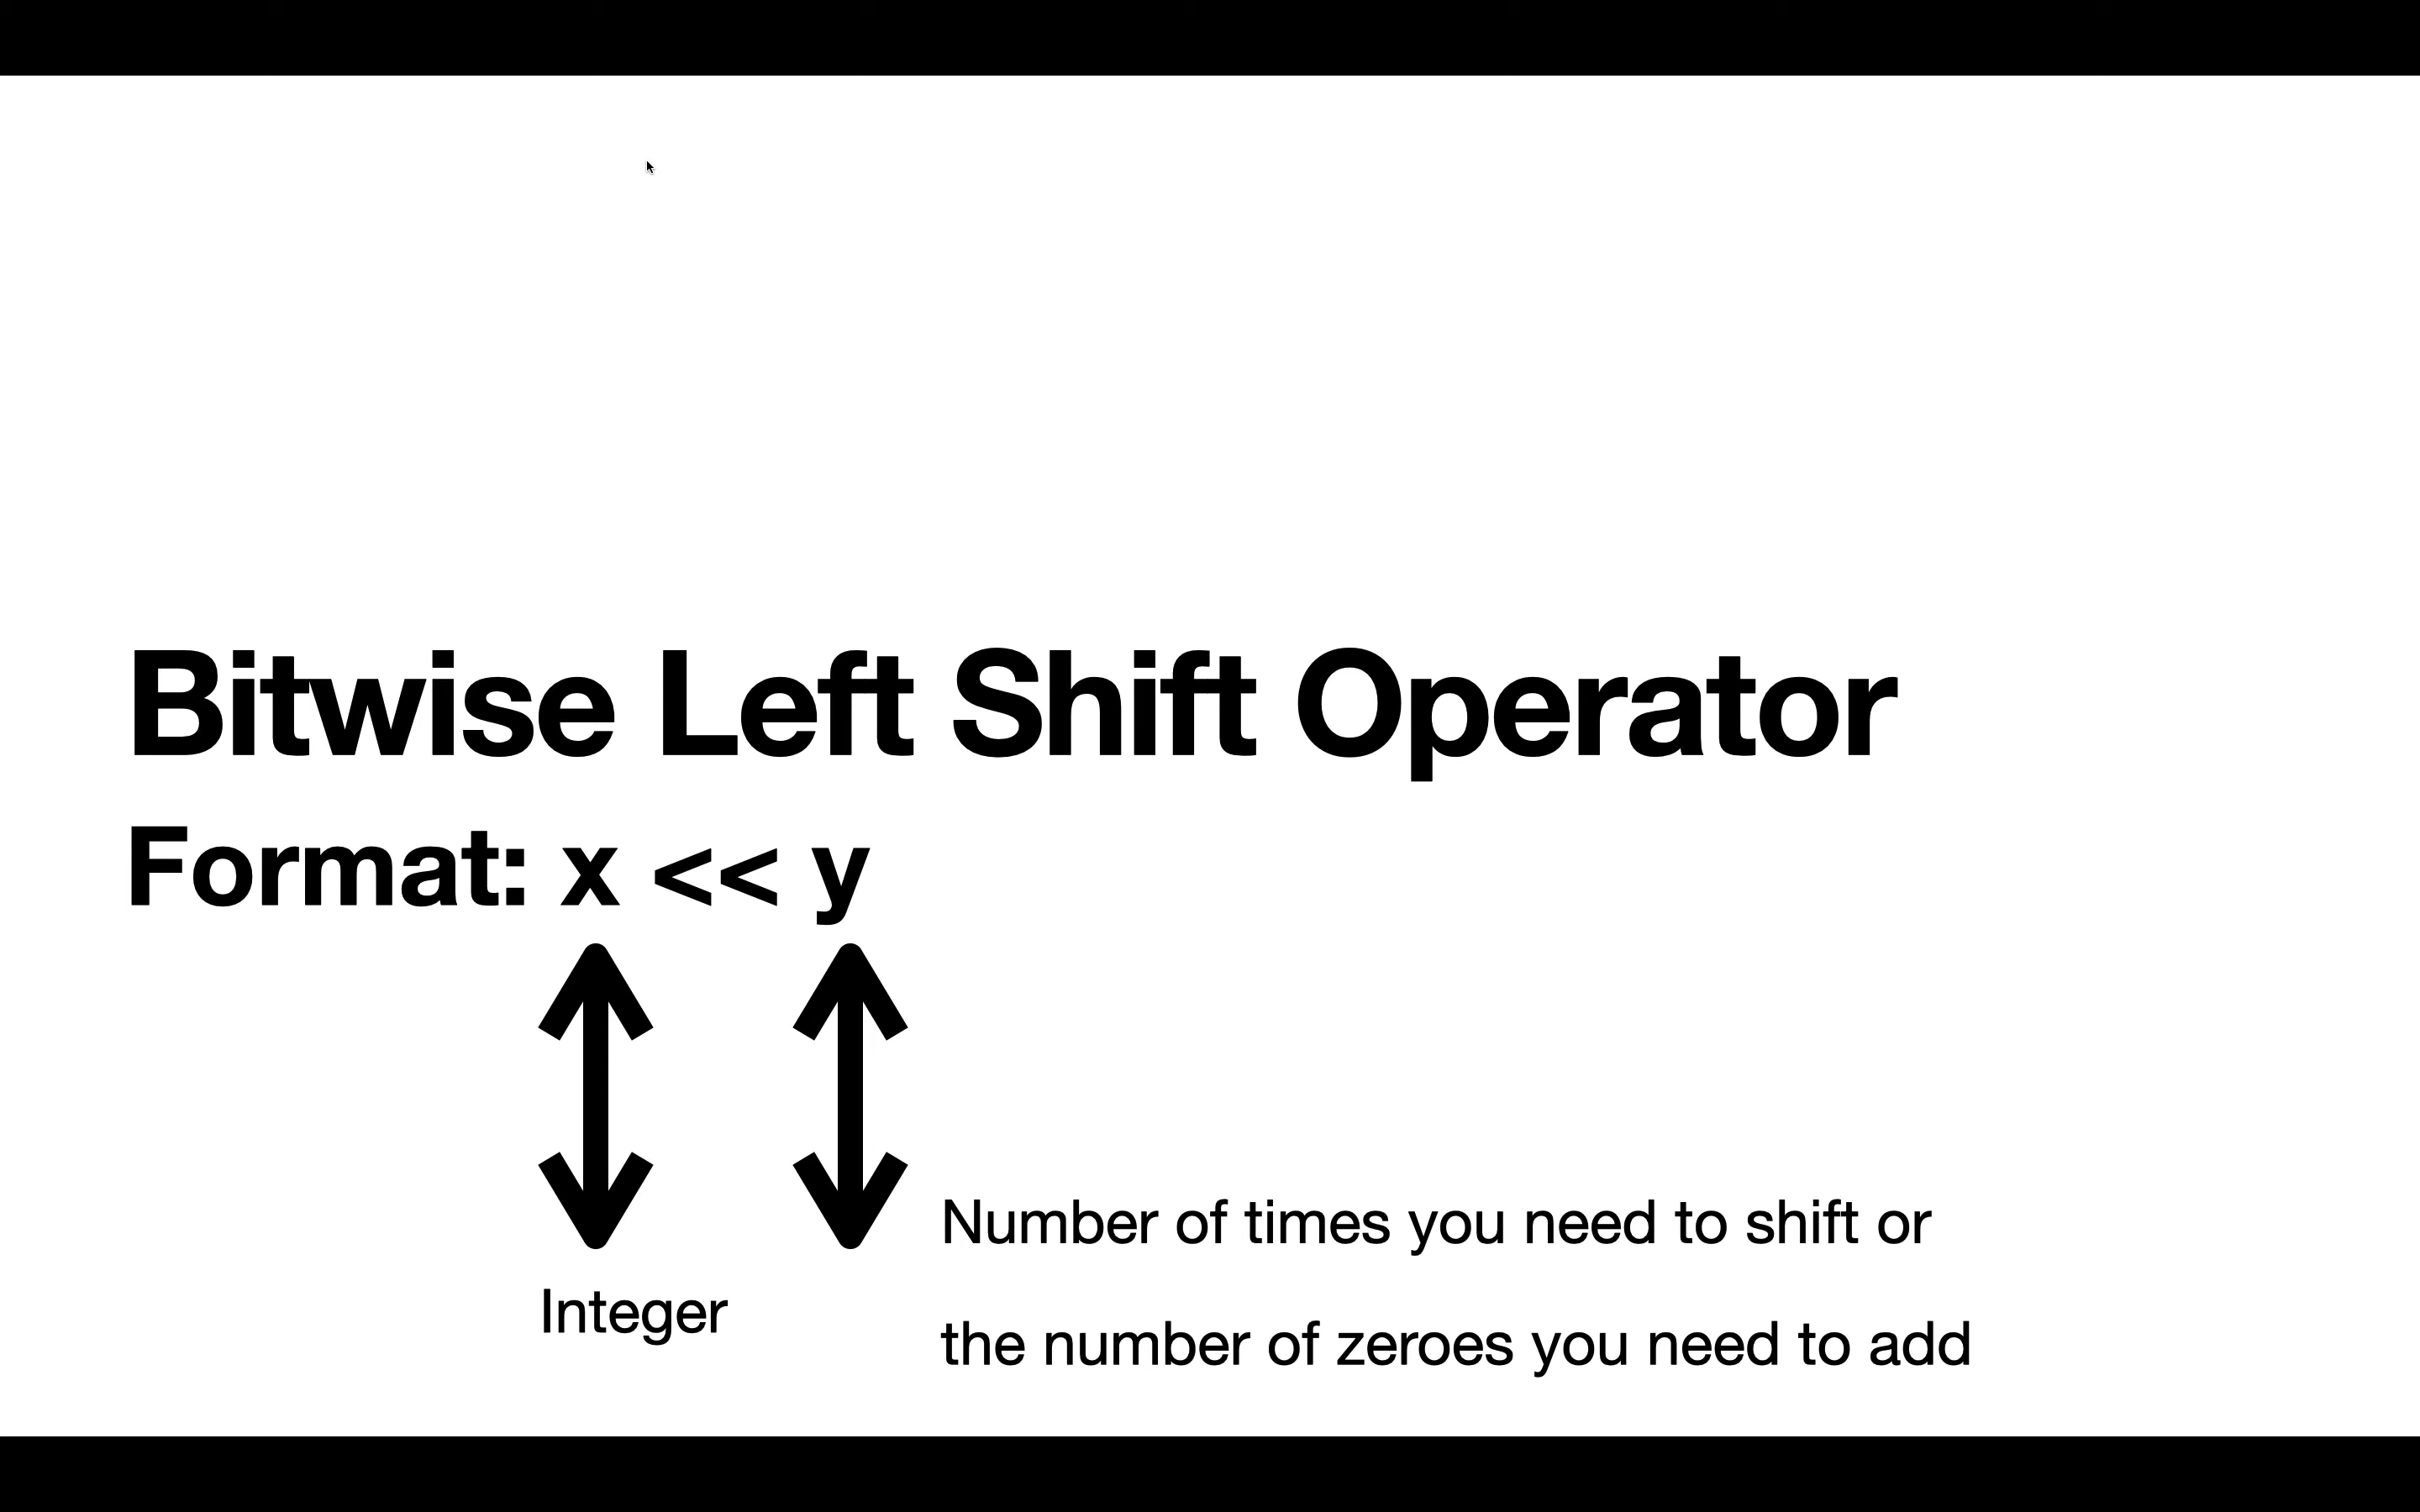 Bitwise Left Shift Operator
Format: x << y
Number of times you need to shift or
Integer
the number of zeroes you need to add